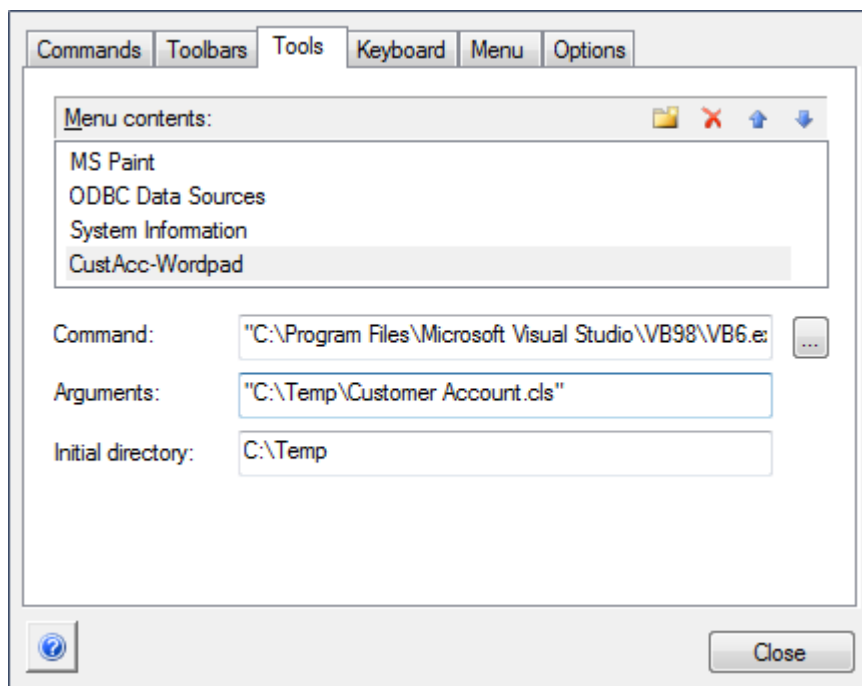 Commands Toolbars Tools Keyboard Menu Options
Menu contents:
MS Paint
ODBC Data Sources
System Information
CustAcc-Wordpad
Command: "C:\Program Files\Microsoft Visual Studio\VB98\VB6.ex ...
Arguments: "C:\Temp\Customer Account.cls"
Initial directory: C:\Temp
? Close